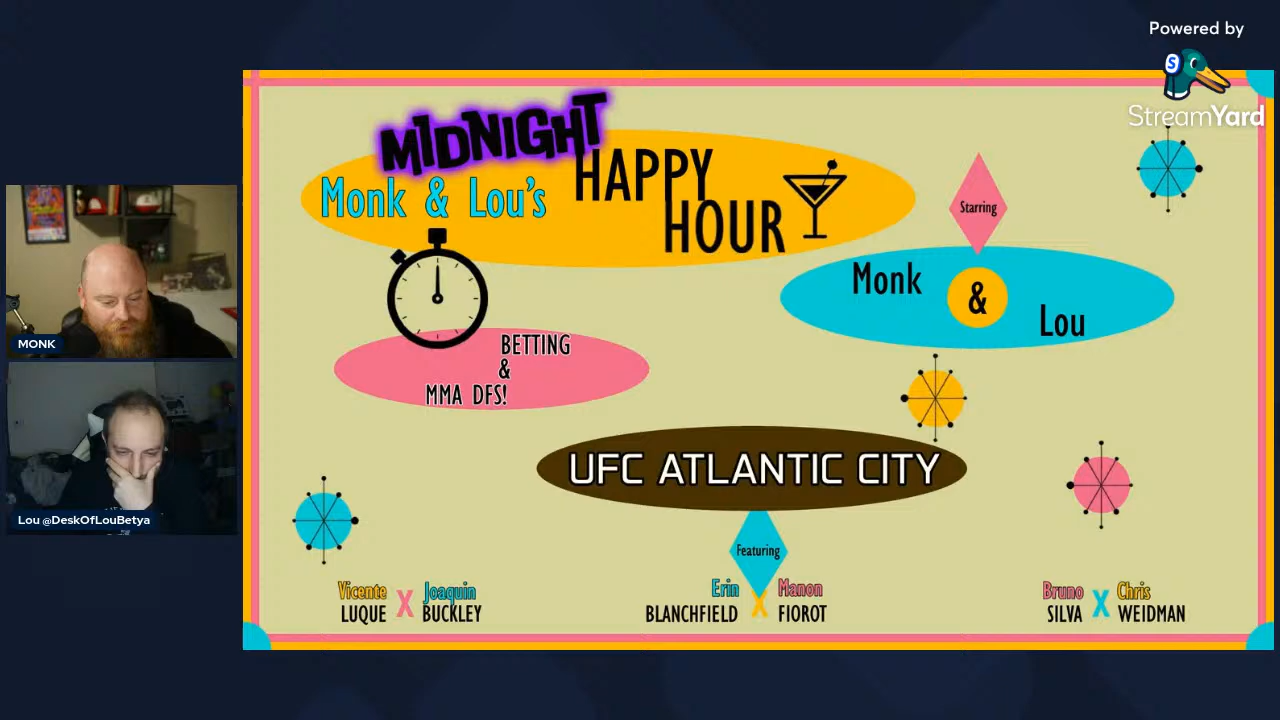 Powered by
StreamYard
MIDNIGHT
Monk & Lou's
HAPPY
HOUR
Starring
Monk
&
Lou
BETTING
&
MMA DFS!
MONK
Lou @DeskOfLouBetya
UFC ATLANTIC CITY
Featuring
Vicente
LUQUE
X
Joaquin
BUCKLEY
Erin
BLANCHFIELD
X
Manon
FIOROT
Bruno
SILVA
X
Chris
WEIDMAN